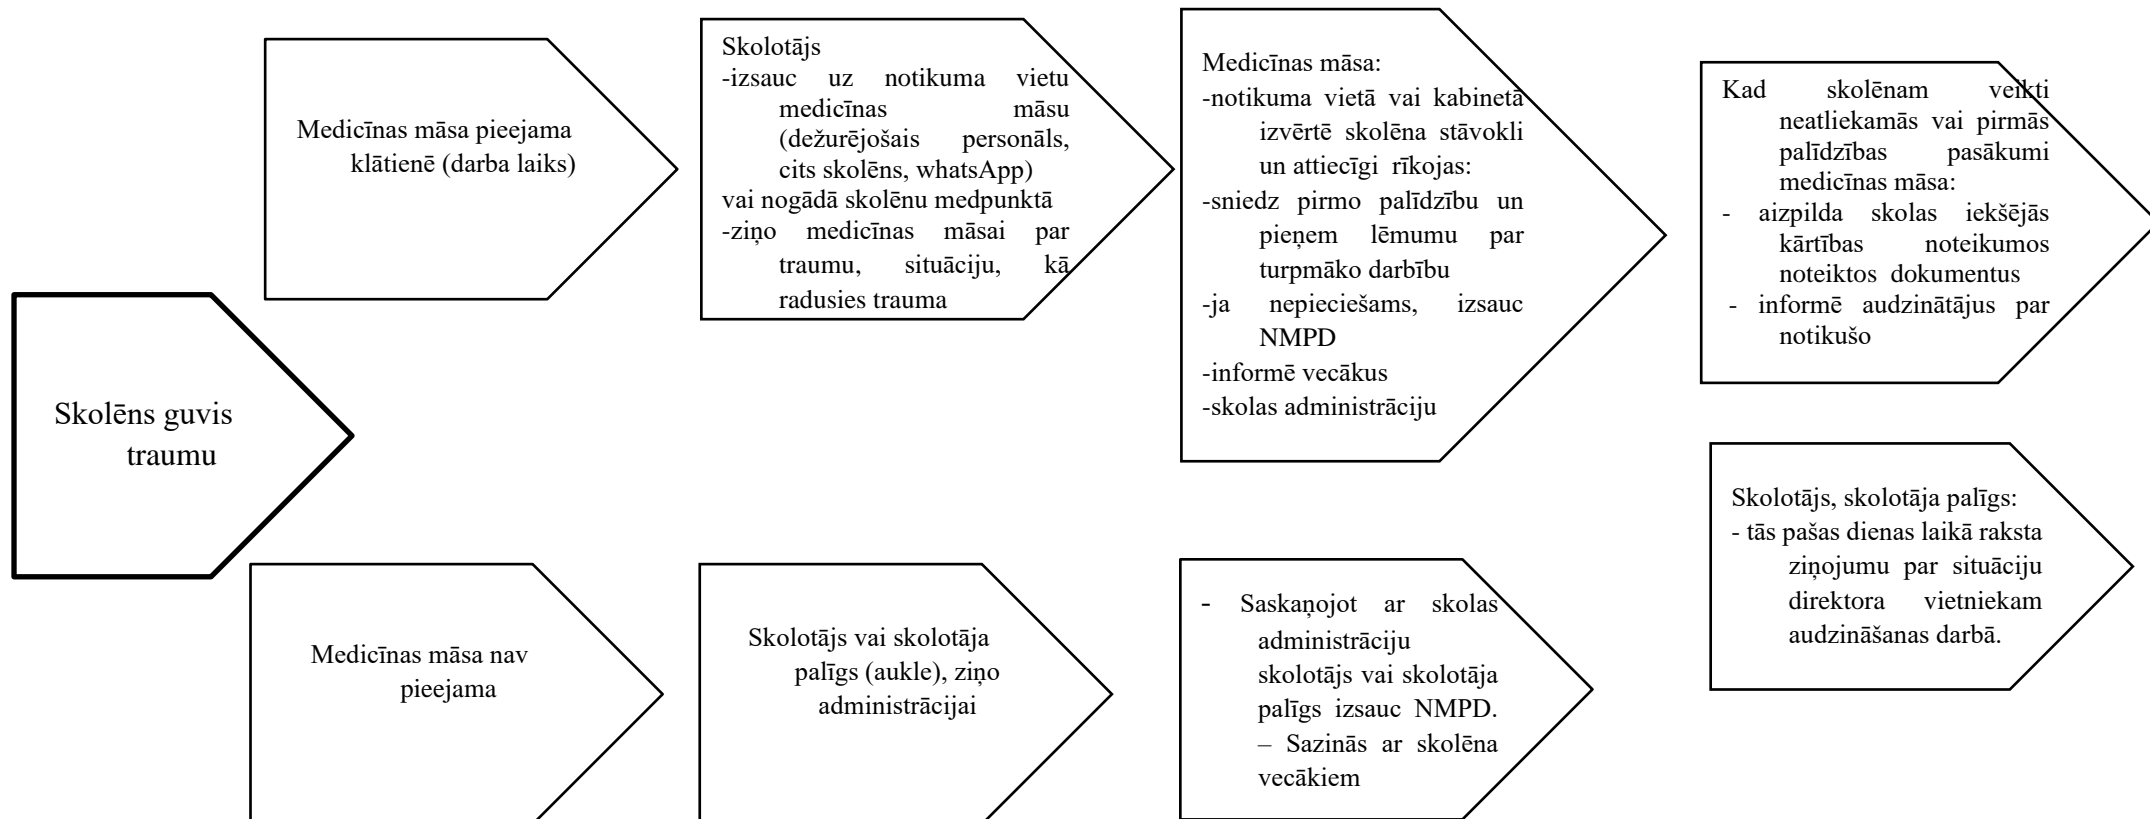 Skolēns guvis
traumu
Medicīnas māsa pieejama
klātienē (darba laiks)
Skolotājs
-izsauc uz notikuma vietu
medicīnas māsu
(dežurējošais personāls,
cits skolēns, whatsApp)
vai nogādā skolēnu medpunktā
-ziņo medicīnas māsai par
traumu, situāciju, kā
radusies trauma
Medicīnas māsa:
-notikuma vietā vai kabinetā
izvērtē skolēna stāvokli
un attiecīgi rīkojas:
-sniedz pirmo palīdzību un
pieņem lēmumu par
turpmāko darbību
-ja nepieciešams, izsauc
NMPD
-informē vecākus
-skolas administrāciju
Kad skolēnam veikti
neatliekamās vai pirmās
palīdzības pasākumi
medicīnas māsa:
- aizpilda skolas iekšējās
kārtības noteikumos
noteiktos dokumentus
- informē audzinātājus par
notikušo
Medicīnas māsa nav
pieejama
Skolotājs vai skolotāja
palīgs (aukle), ziņo
administrācijai
- Saskaņojot ar skolas
administrāciju
skolotājs vai skolotāja
palīgs izsauc NMPD.
– Sazinās ar skolēna
vecākiem
Skolotājs, skolotāja palīgs:
- tās pašas dienas laikā raksta
ziņojumu par situāciju
direktora vietniekam
audzināšanas darbā.